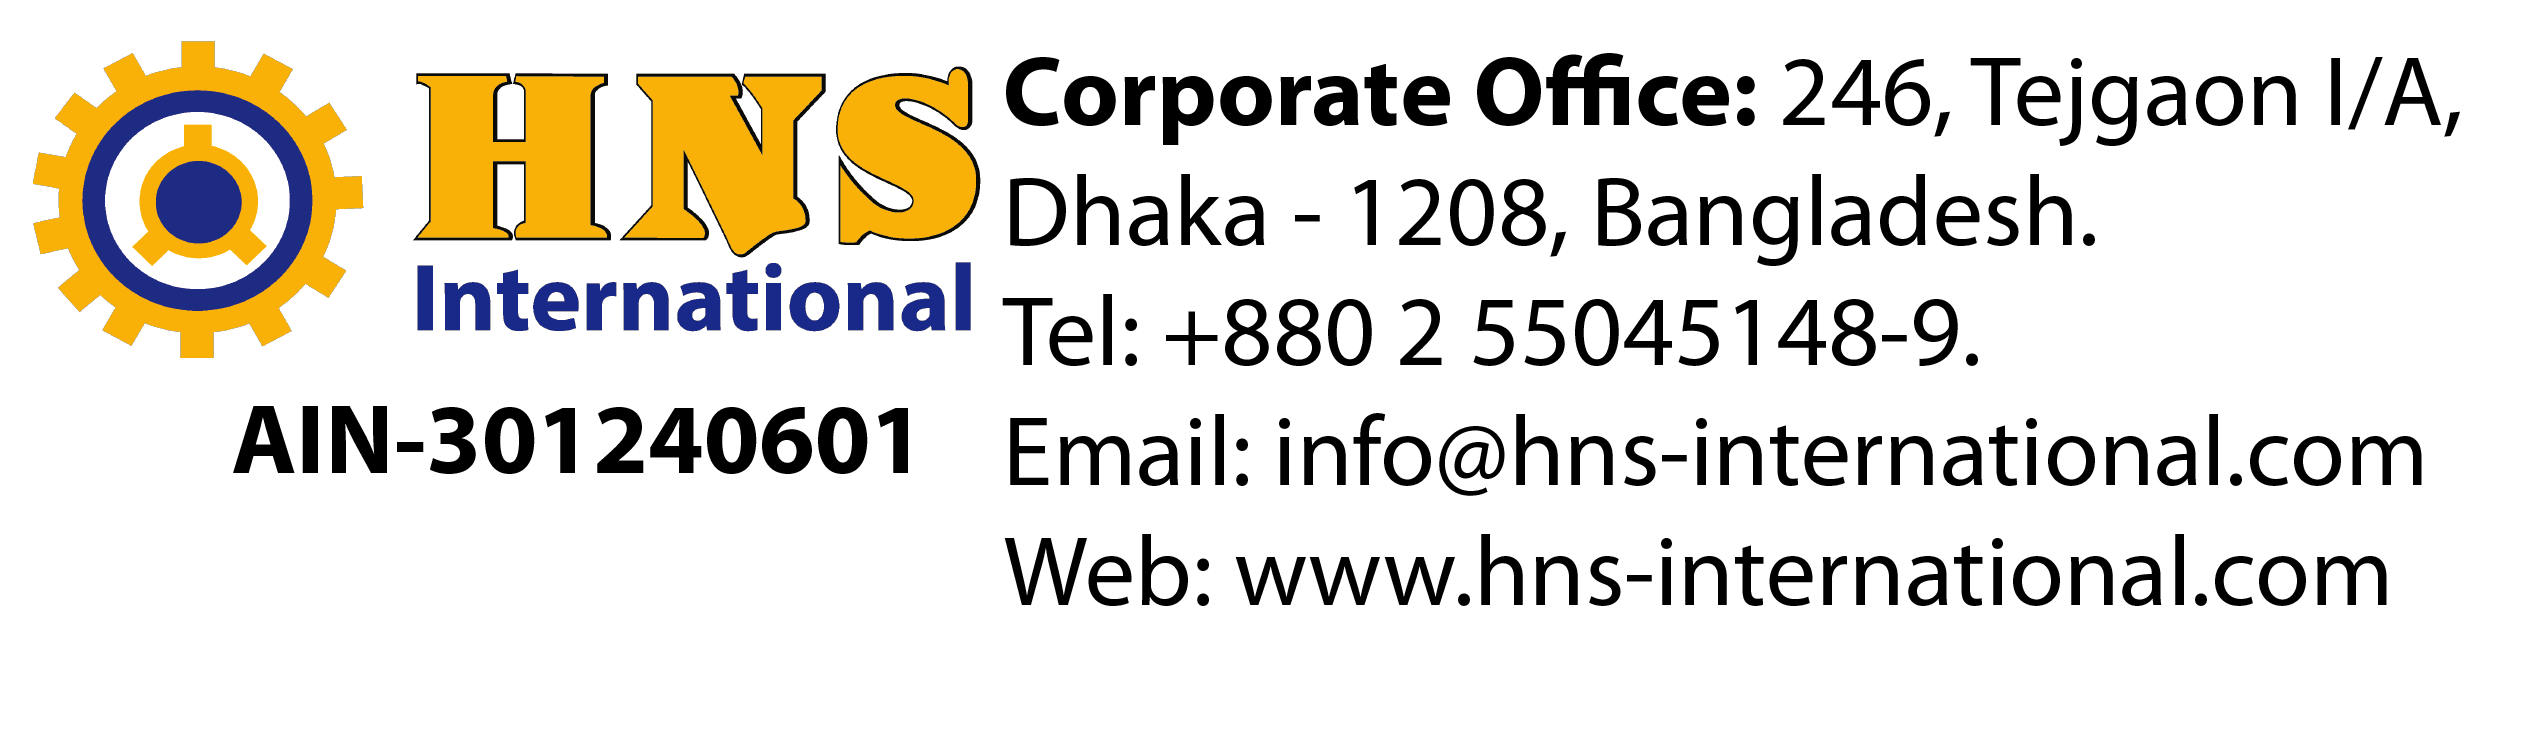 HNS
International
AIN-301240601
Corporate Office: 246, Tejgaon I/A,
Dhaka - 1208, Bangladesh.
Tel: +880 2 55045148-9.
Email: info@hns-international.com
Web: www.hns-international.com